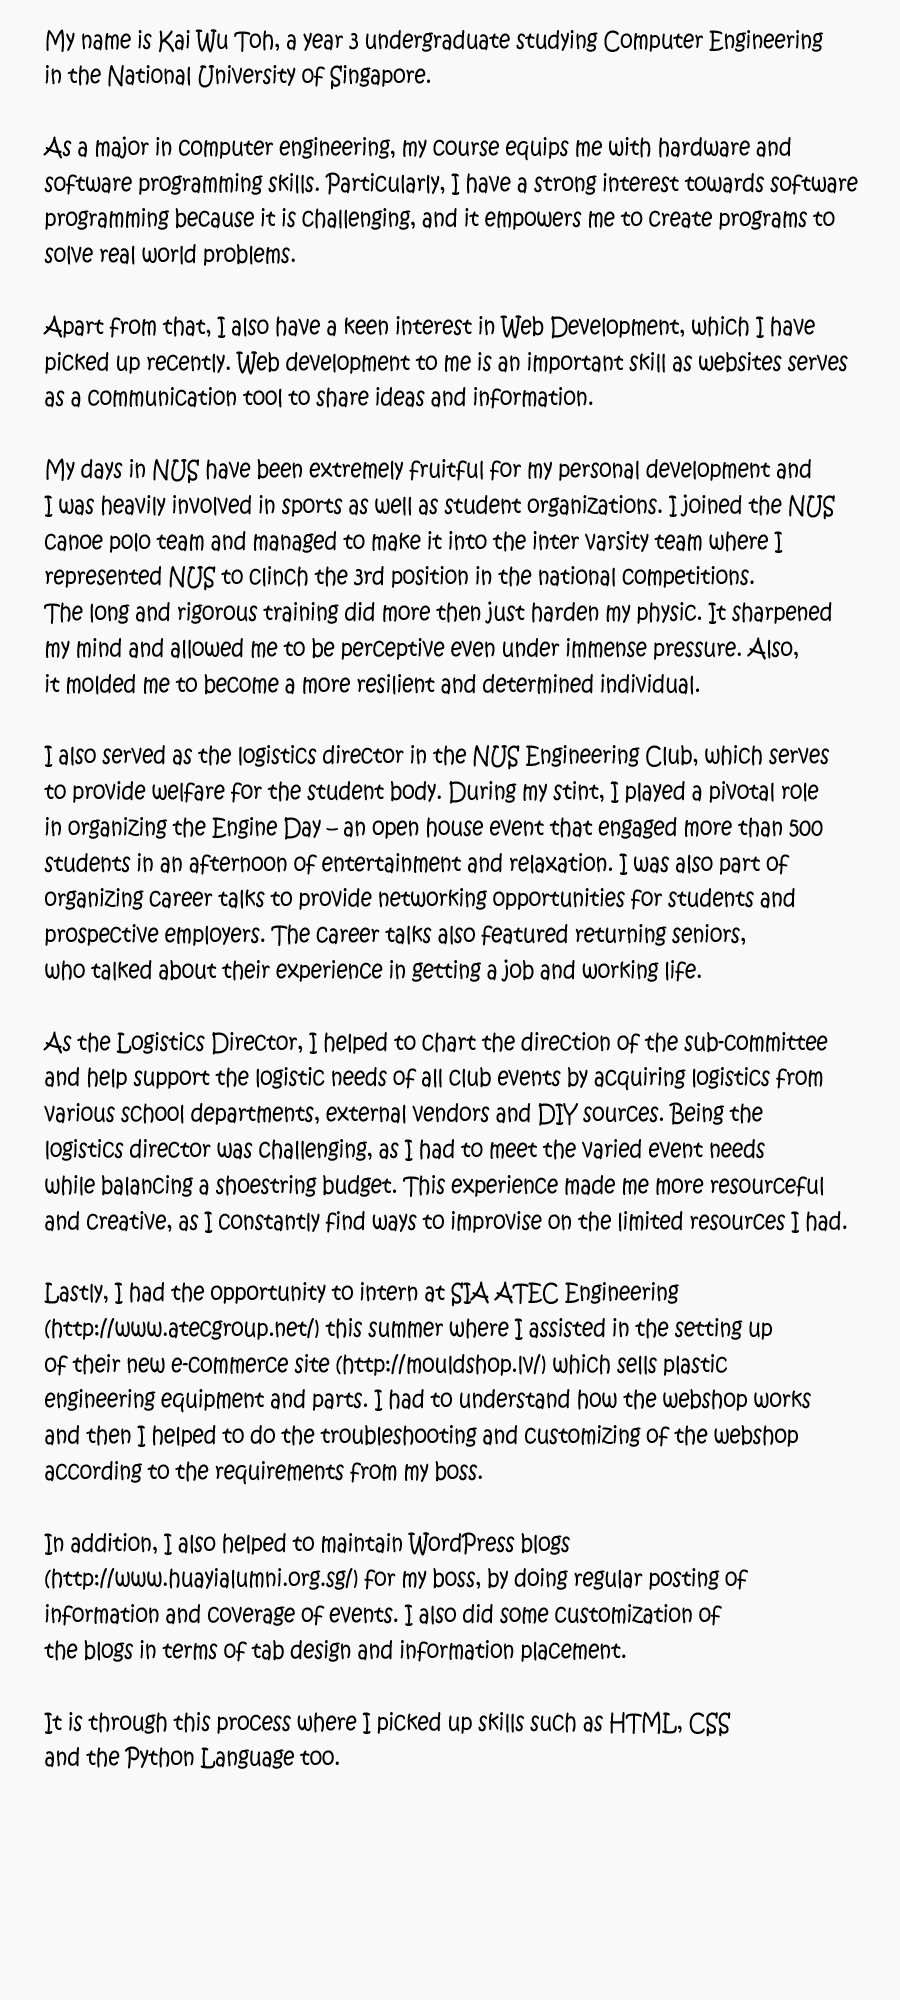 My name is Kai Wu Toh, a year 3 undergraduate studying Computer Engineering
in the National University of Singapore.
As a major in computer engineering, my course equips me with hardware and
software programming skills. Particularly, I have a strong interest towards software
programming because it is challenging, and it empowers me to create programs to
solve real world problems.
Apart from that, I also have a keen interest in Web Development, which I have
picked up recently. Web development to me is an important skill as websites serves
as a communication tool to share ideas and information.
My days in NUS have been extremely fruitful for my personal development and
I was heavily involved in sports as well as student organizations. I joined the NUS
canoe polo team and managed to make it into the inter varsity team where I
represented NUS to clinch the 3rd position in the national competitions.
The long and rigorous training did more then just harden my physic. It sharpened
my mind and allowed me to be perceptive even under immense pressure. Also,
it molded me to become a more resilient and determined individual.
I also served as the logistics director in the NUS Engineering Club, which serves
to provide welfare for the student body. During my stint, I played a pivotal role
in organizing the Engine Day – an open house event that engaged more than 500
students in an afternoon of entertainment and relaxation. I was also part of
organizing career talks to provide networking opportunities for students and
prospective employers. The career talks also featured returning seniors,
who talked about their experience in getting a job and working life.
As the Logistics Director, I helped to chart the direction of the sub-committee
and help support the logistic needs of all club events by acquiring logistics from
various school departments, external vendors and DIY sources. Being the
logistics director was challenging, as I had to meet the varied event needs
while balancing a shoestring budget. This experience made me more resourceful
and creative, as I constantly find ways to improvise on the limited resources I had.
Lastly, I had the opportunity to intern at SIA ATEC Engineering
(http://www.atecgroup.net/) this summer where I assisted in the setting up
of their new e-commerce site (http://mouldshop.lv/) which sells plastic
engineering equipment and parts. I had to understand how the webshop works
and then I helped to do the troubleshooting and customizing of the webshop
according to the requirements from my boss.
In addition, I also helped to maintain WordPress blogs
(http://www.huayialumni.org.sg/) for my boss, by doing regular posting of
information and coverage of events. I also did some customization of
the blogs in terms of tab design and information placement.
It is through this process where I picked up skills such as HTML, CSS
and the Python Language too.